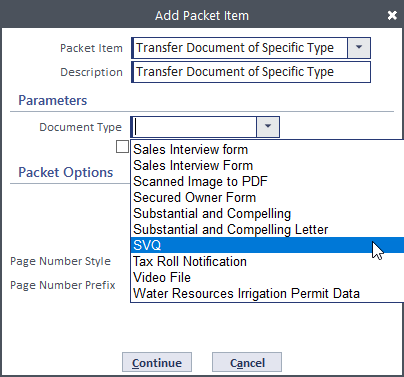 Add Packet Item
Packet Item Transfer Document of Specific Type
Description Transfer Document of Specific Type
Parameters
Document Type
Sales Interview form
Sales Interview Form
Scanned Image to PDF
Packet Options
Secured Owner Form
Substantial and Compelling
Substantial and Compelling Letter
SVQ
Page Number Style
Tax Roll Notification
Video File
Page Number Prefix
Water Resources Irrigation Permit Data
Continue Cancel